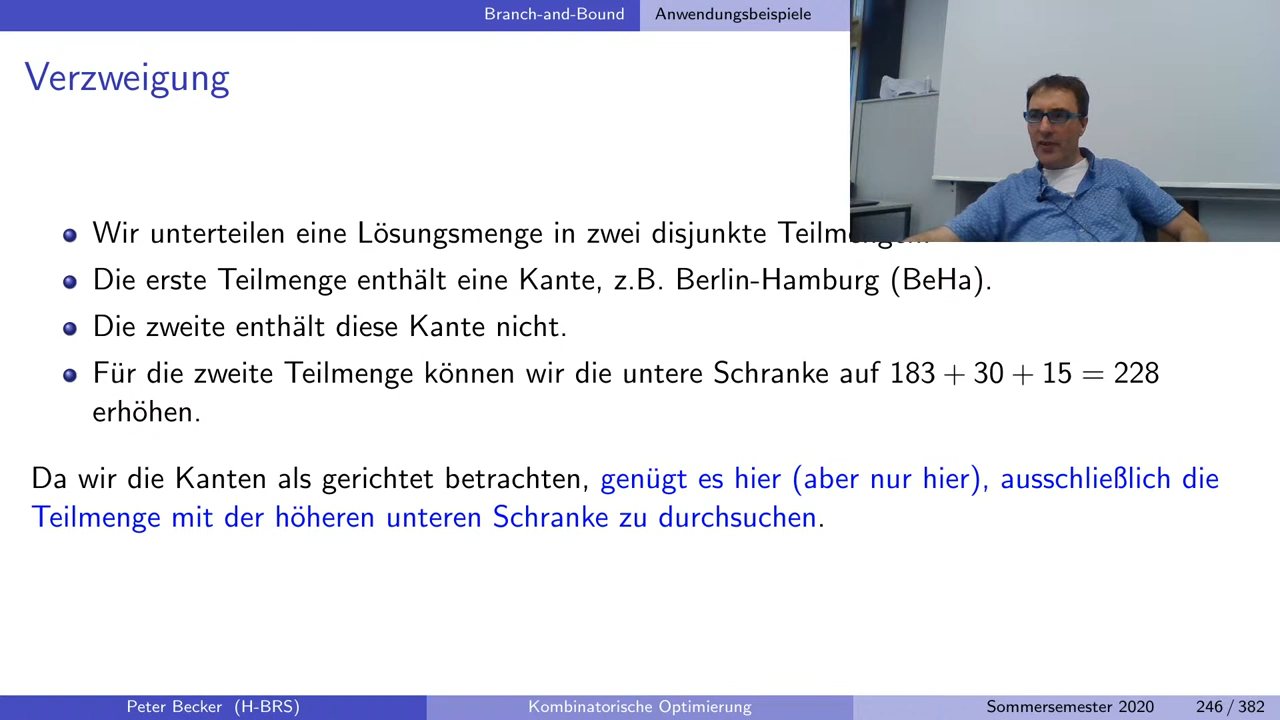 Branch-and-Bound Anwendungsbeispiele
Verzweigung
Wir unterteilen eine Lösungsmenge in zwei disjunkte
Die erste Teilmenge enthält eine Kante, z.B. Berlin-Hamburg (BeHa).
Die zweite enthält diese Kante nicht.
Für die zweite Teilmenge können wir die untere Schranke auf 183 + 30 + 15 = 228
erhöhen.
Da wir die Kanten als gerichtet betrachten, genügt es hier (aber nur hier), ausschließlich die
Teilmenge mit der höheren unteren Schranke zu durchsuchen.
Peter Becker (H-BRS) Kombinatorische Optimierung Sommersemester 2020 246 / 382